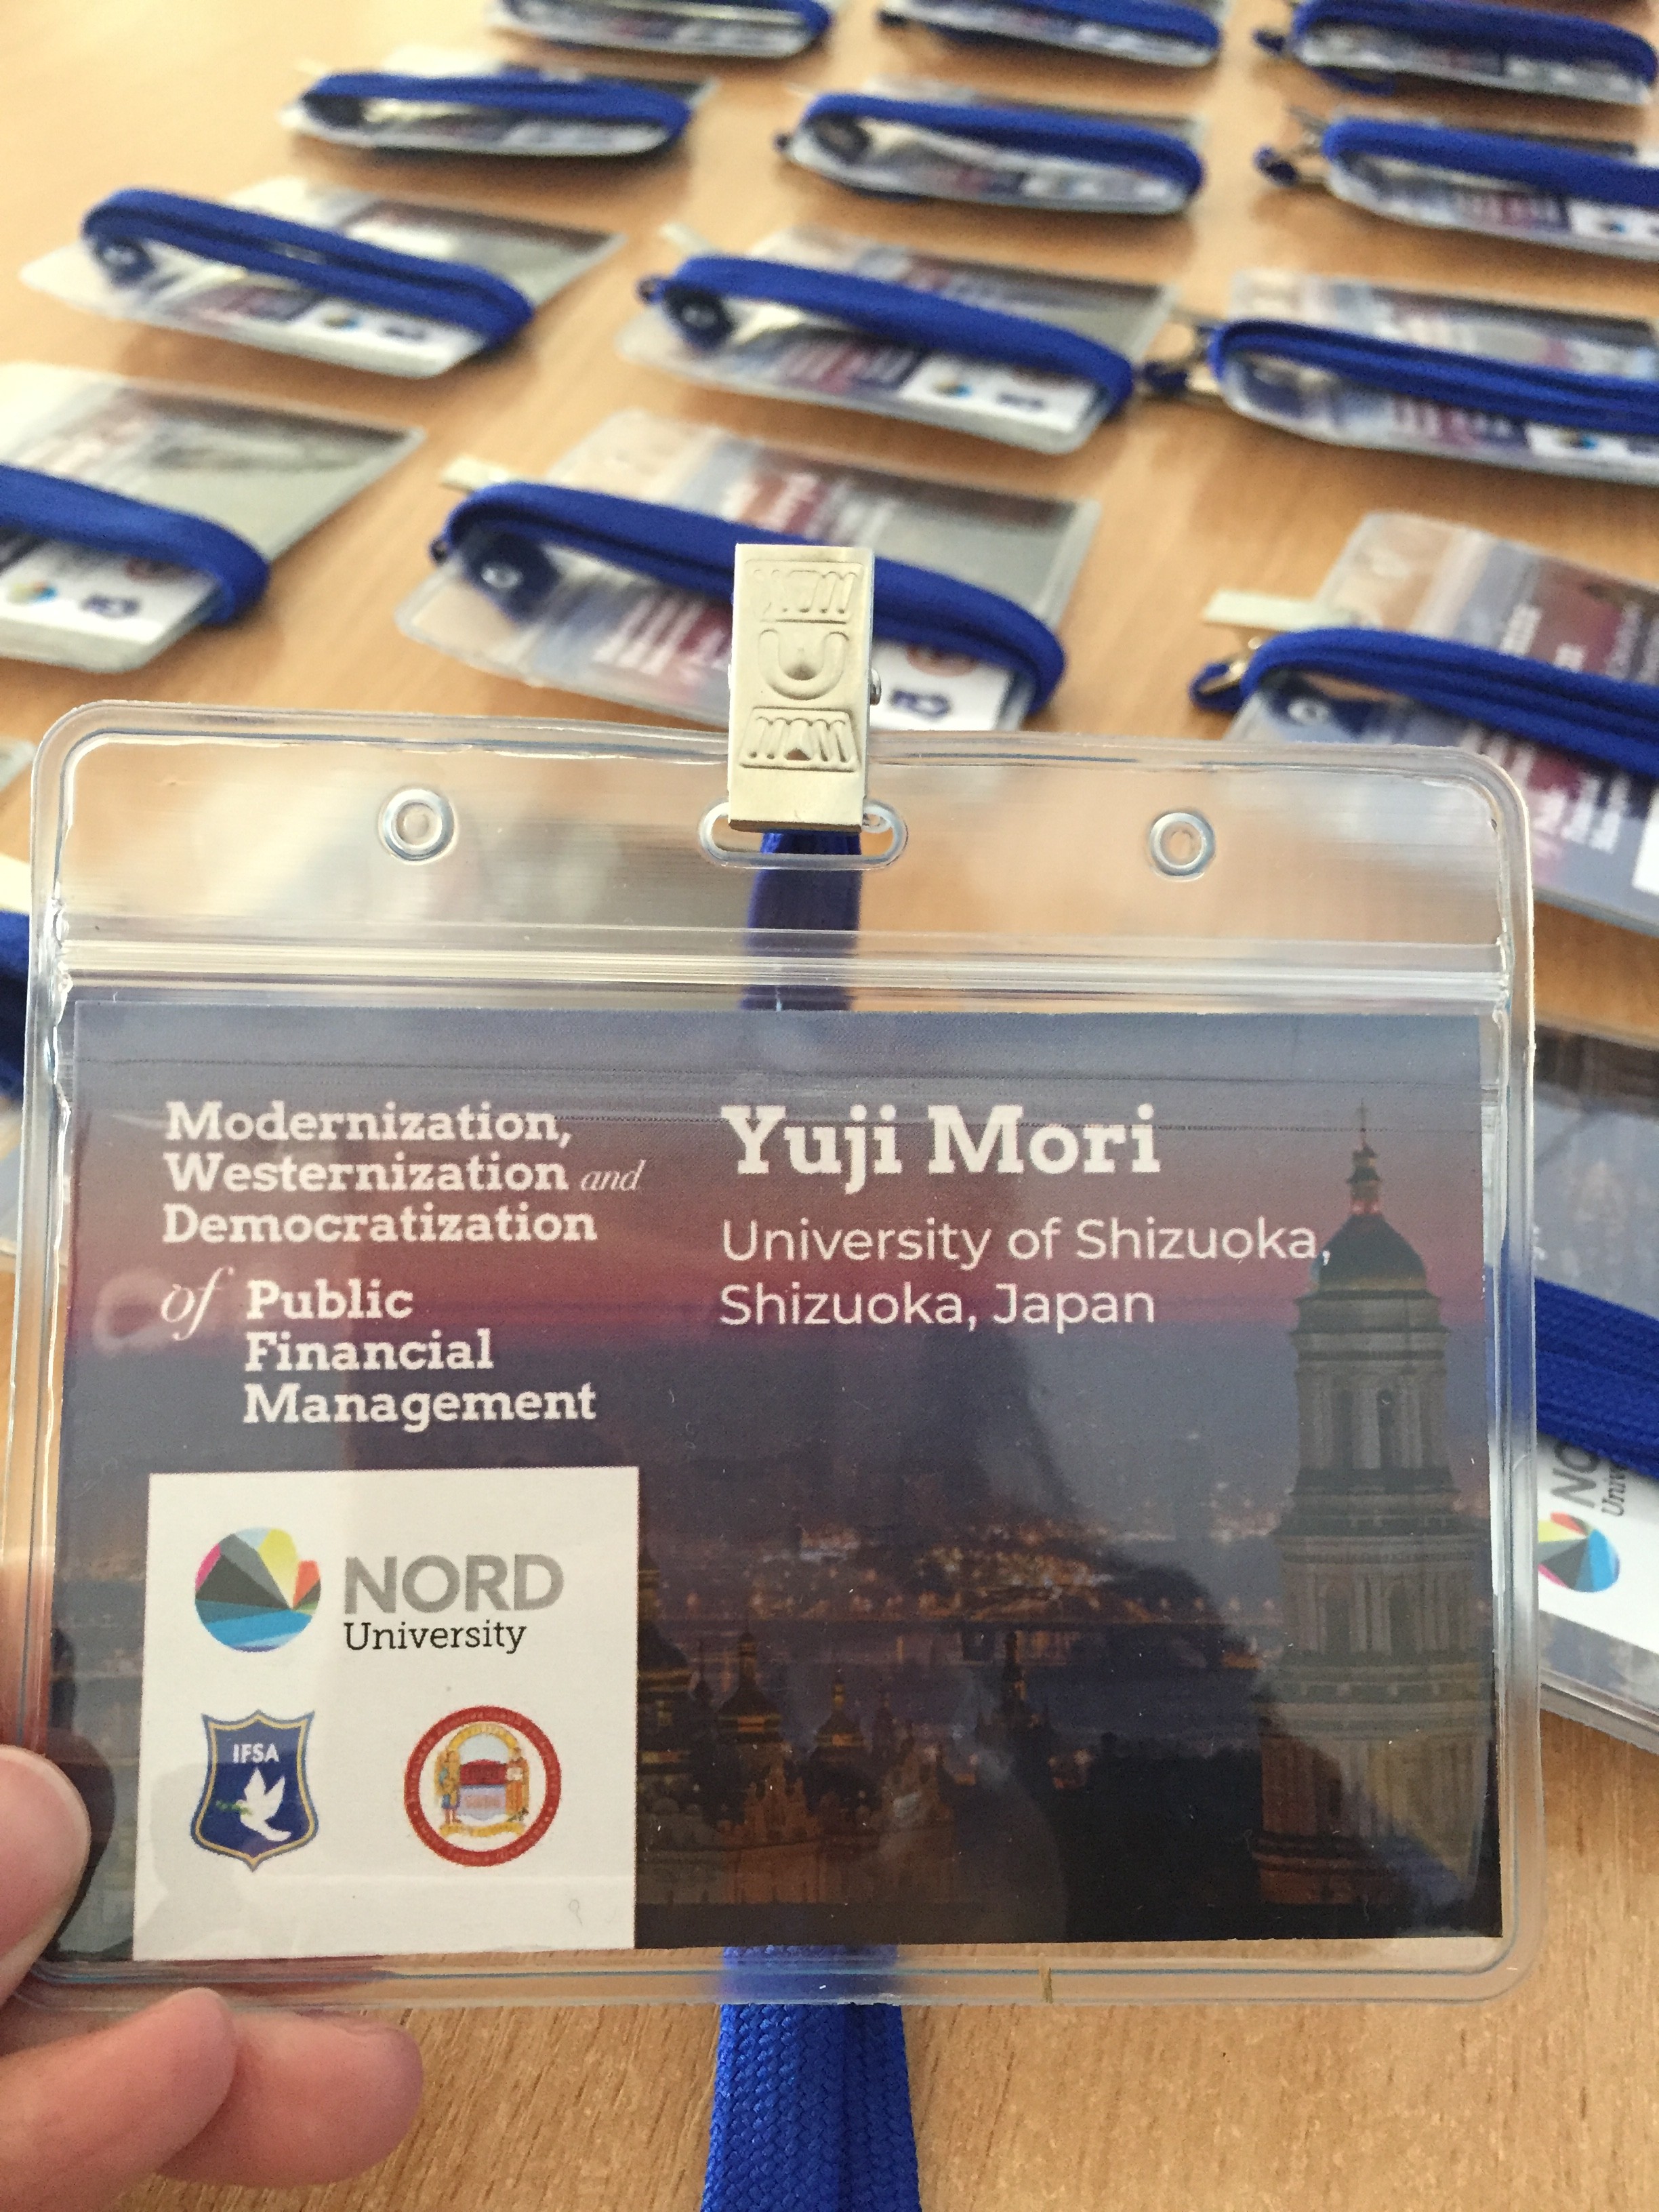 Modernization,
Westernization and
Democratization
of Public
Financial
Management
Yuji Mori
University of Shizuoka,
Shizuoka, Japan
NORD
University
IFSA